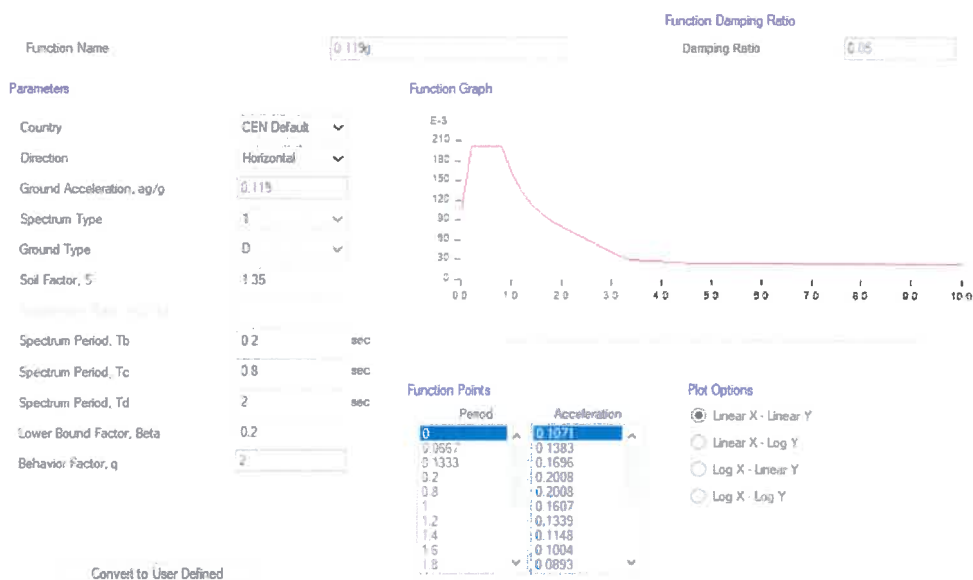 Function Damping Ratio
Function Name 0.119g Damping Ratio 0.05
Parameters
Function Graph
Country CEN Default
Direction Horizontal
Ground Acceleration, ag/g 0.119
Spectrum Type 1
Ground Type D
Soil Factor, S 1.35
Spectrum Period, Tb 0.2 sec
Spectrum Period, Tc 0.8 sec
Spectrum Period, Td 2 sec
Lower Bound Factor, Beta 0.2
Behavior Factor, q 2
E-3
210
180
150
120
90
60
30
0
0.0 1.0 2.0 3.0 4.0 5.0 6.0 7.0 8.0 9.0 10.0
Function Points
Period Acceleration
0 0.1071
0.0667 0.1383
0.1333 0.1696
0.2 0.2008
0.8 0.2008
1 0.1607
1.2 0.1339
1.4 0.1148
1.6 0.1004
1.8 0.0893
Plot Options
Linear X - Linear Y
Linear X - Log Y
Log X - Linear Y
Log X - Log Y
Convert to User Defined